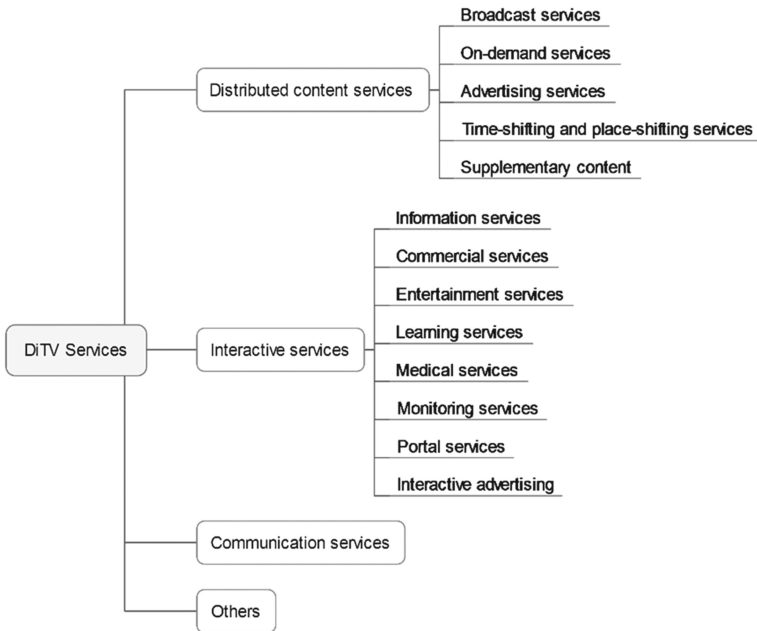 DiTV Services
Distributed content services
Broadcast services
On-demand services
Advertising services
Time-shifting and place-shifting services
Supplementary content
Interactive services
Information services
Commercial services
Entertainment services
Learning services
Medical services
Monitoring services
Portal services
Interactive advertising
Communication services
Others